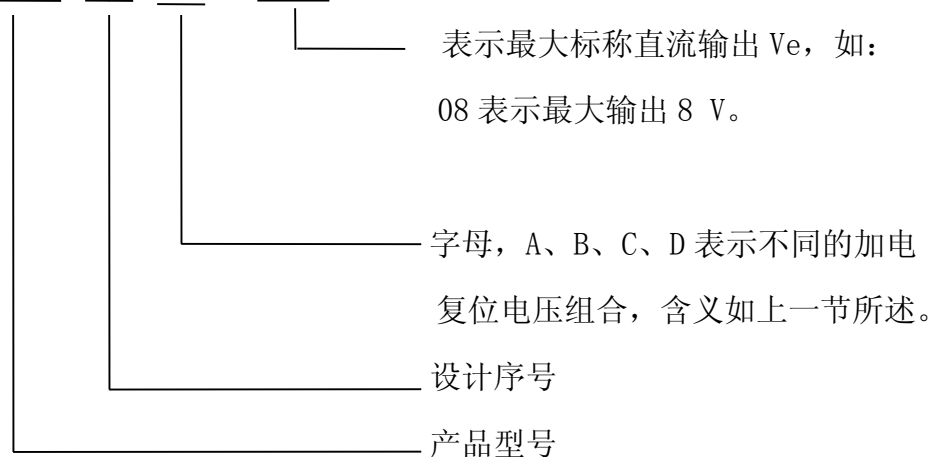 表示最大标称直流输出 Ve，如：
08 表示最大输出 8 V。
字母，A、B、C、D 表示不同的加电
复位电压组合，含义如上一节所述。
设计序号
产品型号